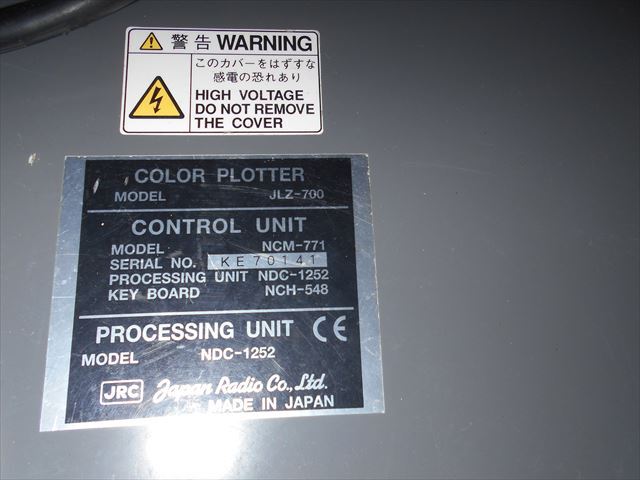 警告 WARNING
このカバーをはずすな
感電の恐れあり
HIGH VOLTAGE
DO NOT REMOVE
THE COVER
COLOR PLOTTER
MODEL JLZ-700
CONTROL UNIT
MODEL NCM-771
SERIAL NO. KE70141
PROCESSING UNIT NDC-1252
KEY BOARD NCH-548
PROCESSING UNIT CE
MODEL NDC-1252
JRC Japan Radio Co., Ltd.
MADE IN JAPAN